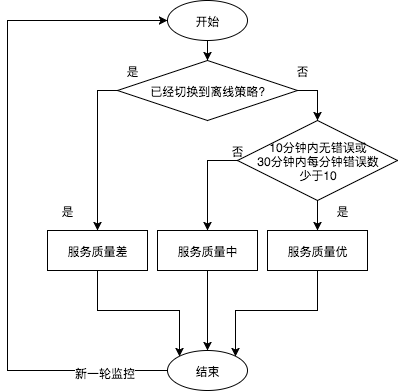 开始
是
否
已经切换到离线策略?
否
10分钟内无错误或
30分钟内每分钟错误数
少于10
是
是
服务质量差
服务质量中
服务质量优
新一轮监控
结束